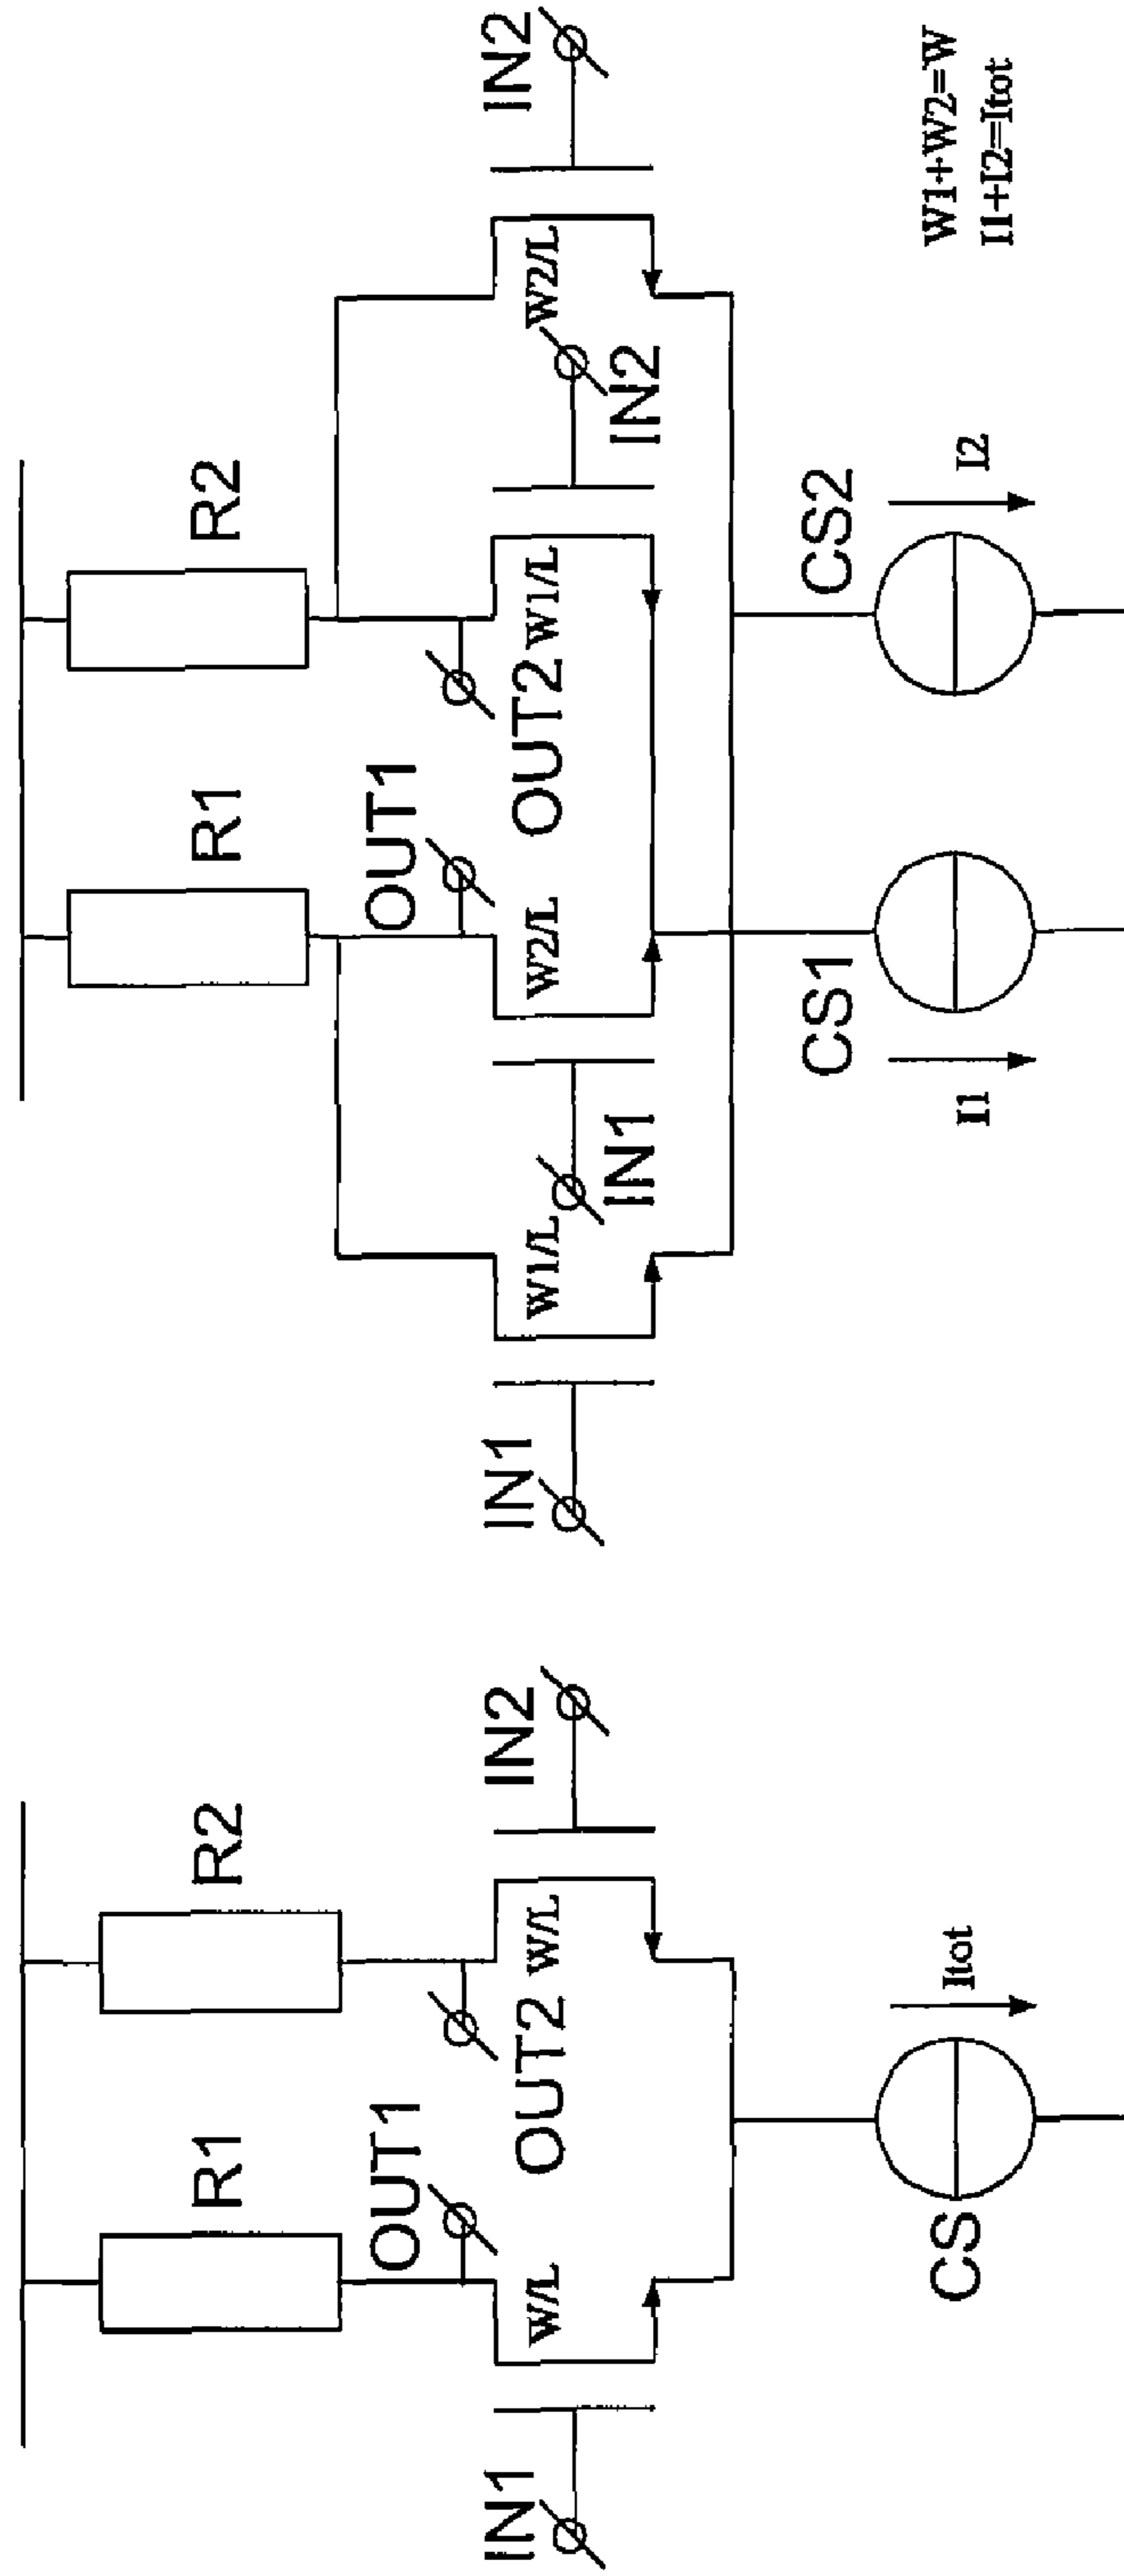 R1
R2
OUT1
IN1
W/L
OUT2
W/L
IN2
CS
Itot
R1
R2
OUT1
IN1
W1/L
IN1
W2/L
OUT2
W1/L
IN2
W2/L
IN2
CS1
I1
CS2
I2
W1+W2=W
I1+I2=Itot